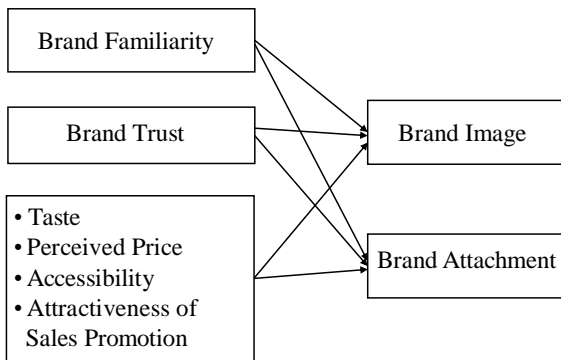 Brand Familiarity
Brand Trust
• Taste
• Perceived Price
• Accessibility
• Attractiveness of
Sales Promotion
Brand Image
Brand Attachment